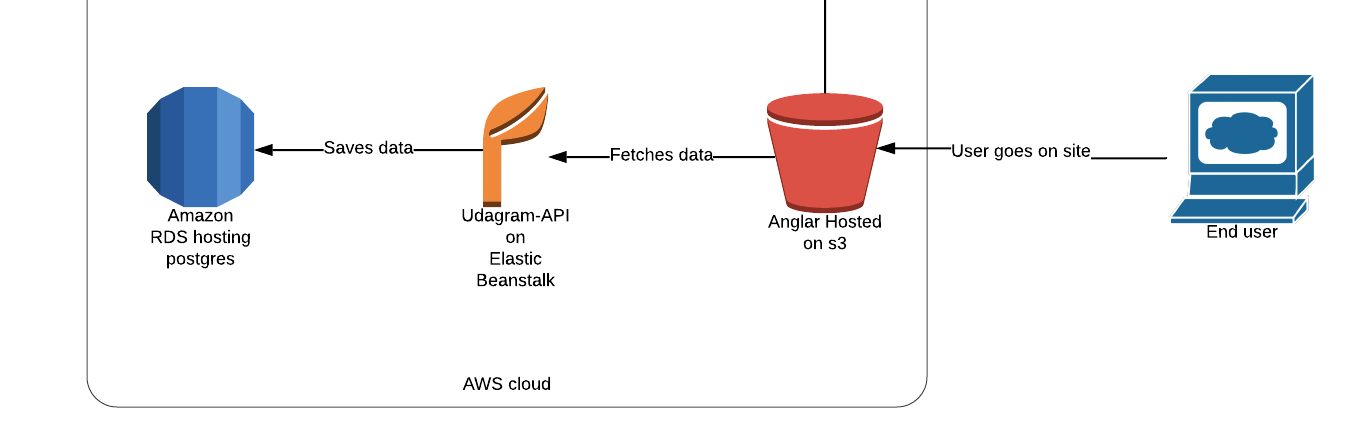 Saves data
Fetches data
User goes on site
Amazon
RDS hosting
postgres
Udagram-API
on
Elastic
Beanstalk
Anglar Hosted
on s3
End user
AWS cloud